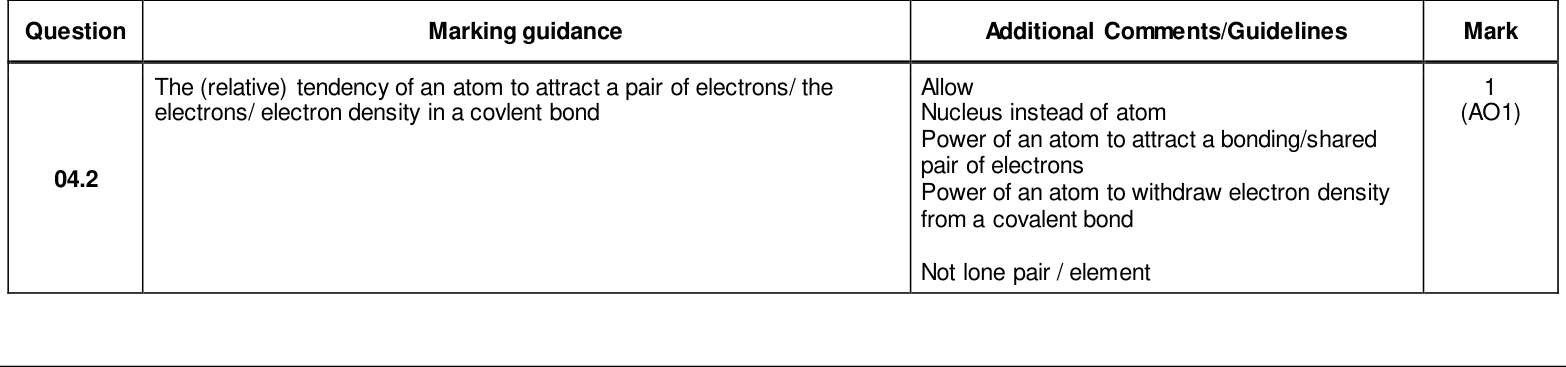 Question Marking guidance Additional Comments/Guidelines Mark
04.2
The (relative) tendency of an atom to attract a pair of electrons/ the
electrons/ electron density in a covlent bond
Allow
Nucleus instead of atom
Power of an atom to attract a bonding/shared
pair of electrons
Power of an atom to withdraw electron density
from a covalent bond
Not lone pair / element
1
(AO1)